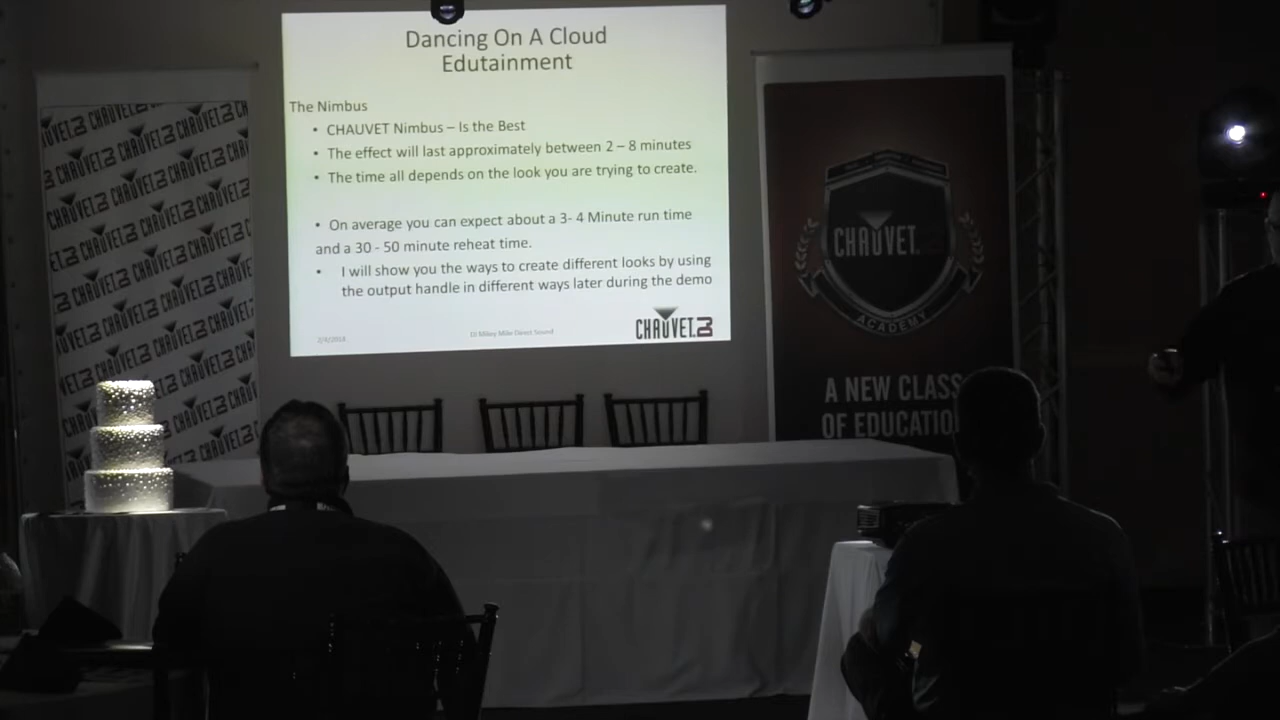 Dancing On A Cloud
Edutainment
The Nimbus
• CHAUVET Nimbus – Is the Best
• The effect will last approximately between 2 – 8 minutes
• The time all depends on the look you are trying to create.
• On average you can expect about a 3- 4 Minute run time
and a 30 - 50 minute reheat time.
• I will show you the ways to create different looks by using
the output handle in different ways later during the demo
Direct Sound
CHAUVET
CHAUVET
ACADEMY
A NEW CLASS
OF EDUCATIO
CHAUVET